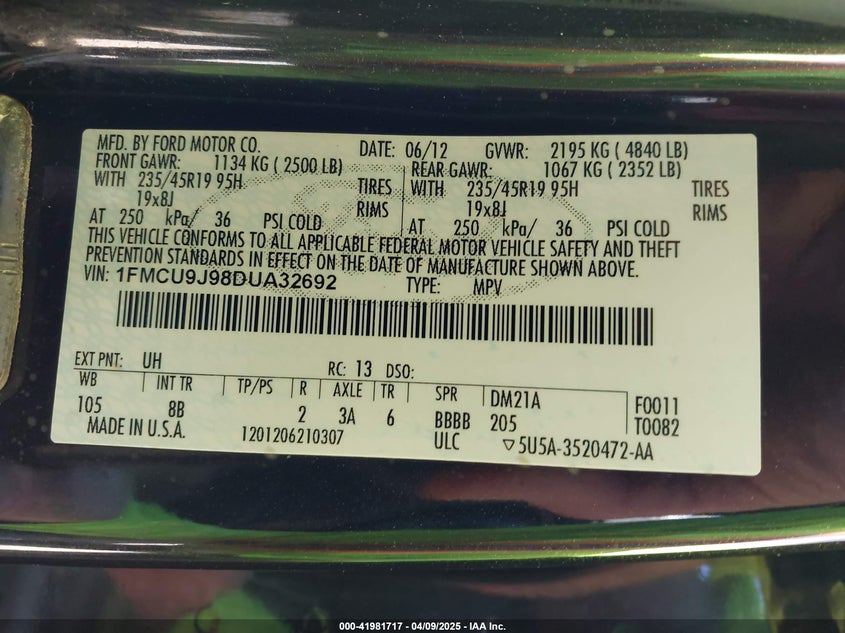 MFD. BY FORD MOTOR CO. DATE: 06/12 GVWR: 2195 KG ( 4840 LB)
FRONT GAWR: 1134 KG ( 2500 LB) REAR GAWR: 1067 KG ( 2352 LB)
WITH 235/45R19 95H TIRES WITH 235/45R19 95H TIRES
19x8J RIMS 19x8J RIMS
AT 250 kPa/ 36 PSI COLD AT 250 kPa/ 36 PSI COLD
THIS VEHICLE CONFORMS TO ALL APPLICABLE FEDERAL MOTOR VEHICLE SAFETY AND THEFT
PREVENTION STANDARDS IN EFFECT ON THE DATE OF MANUFACTURE SHOWN ABOVE.
VIN: 1FMCU9J98DUA32692 TYPE: MPV
EXT PNT: UH RC: 13 DSO:
WB INT TR TP/PS R AXLE TR SPR DM21A F0011
105 8B 2 3A 6 BBBB 205 T0082
MADE IN U.S.A. 1201206210307 ULC ▽5U5A-3520472-AA
000-41981717 - 04/09/2025 - IAA Inc.